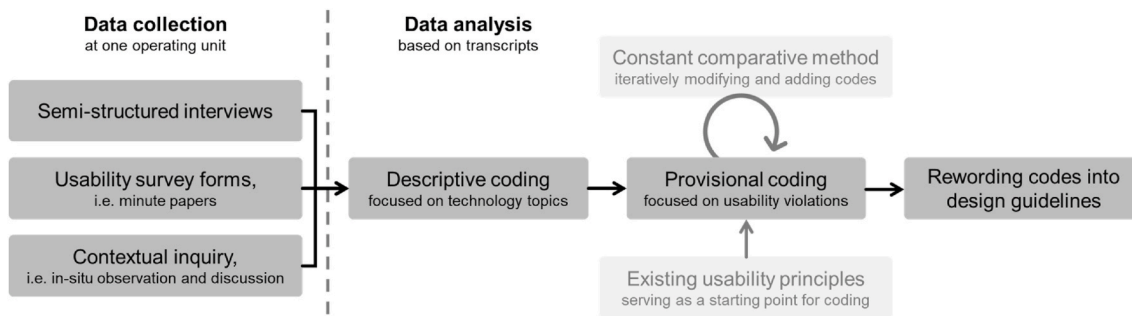 Data collection
at one operating unit
Semi-structured interviews
Usability survey forms,
i.e. minute papers
Contextual inquiry,
i.e. in-situ observation and discussion
Data analysis
based on transcripts
Descriptive coding
focused on technology topics
Constant comparative method
iteratively modifying and adding codes
Provisional coding
focused on usability violations
Existing usability principles
serving as a starting point for coding
Rewording codes into
design guidelines